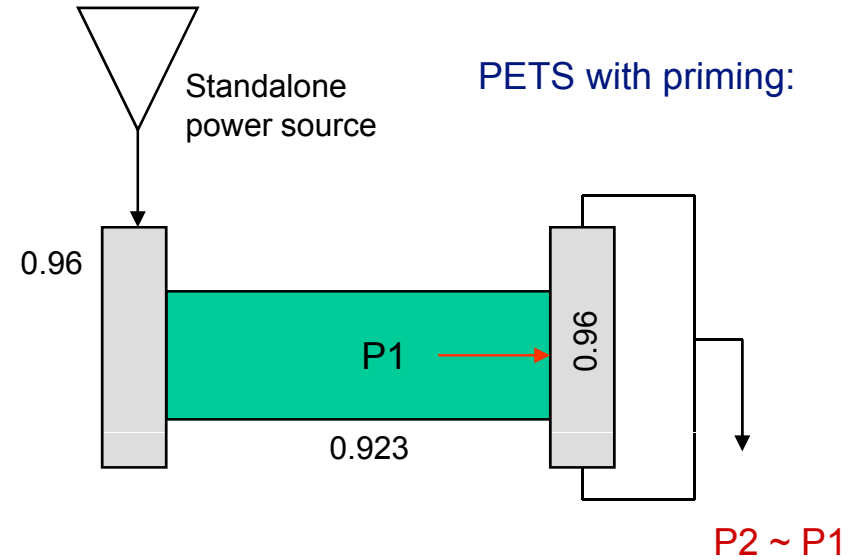 PETS with priming:
Standalone
power source
0.96
P1
0.96
0.923
P2 ~ P1